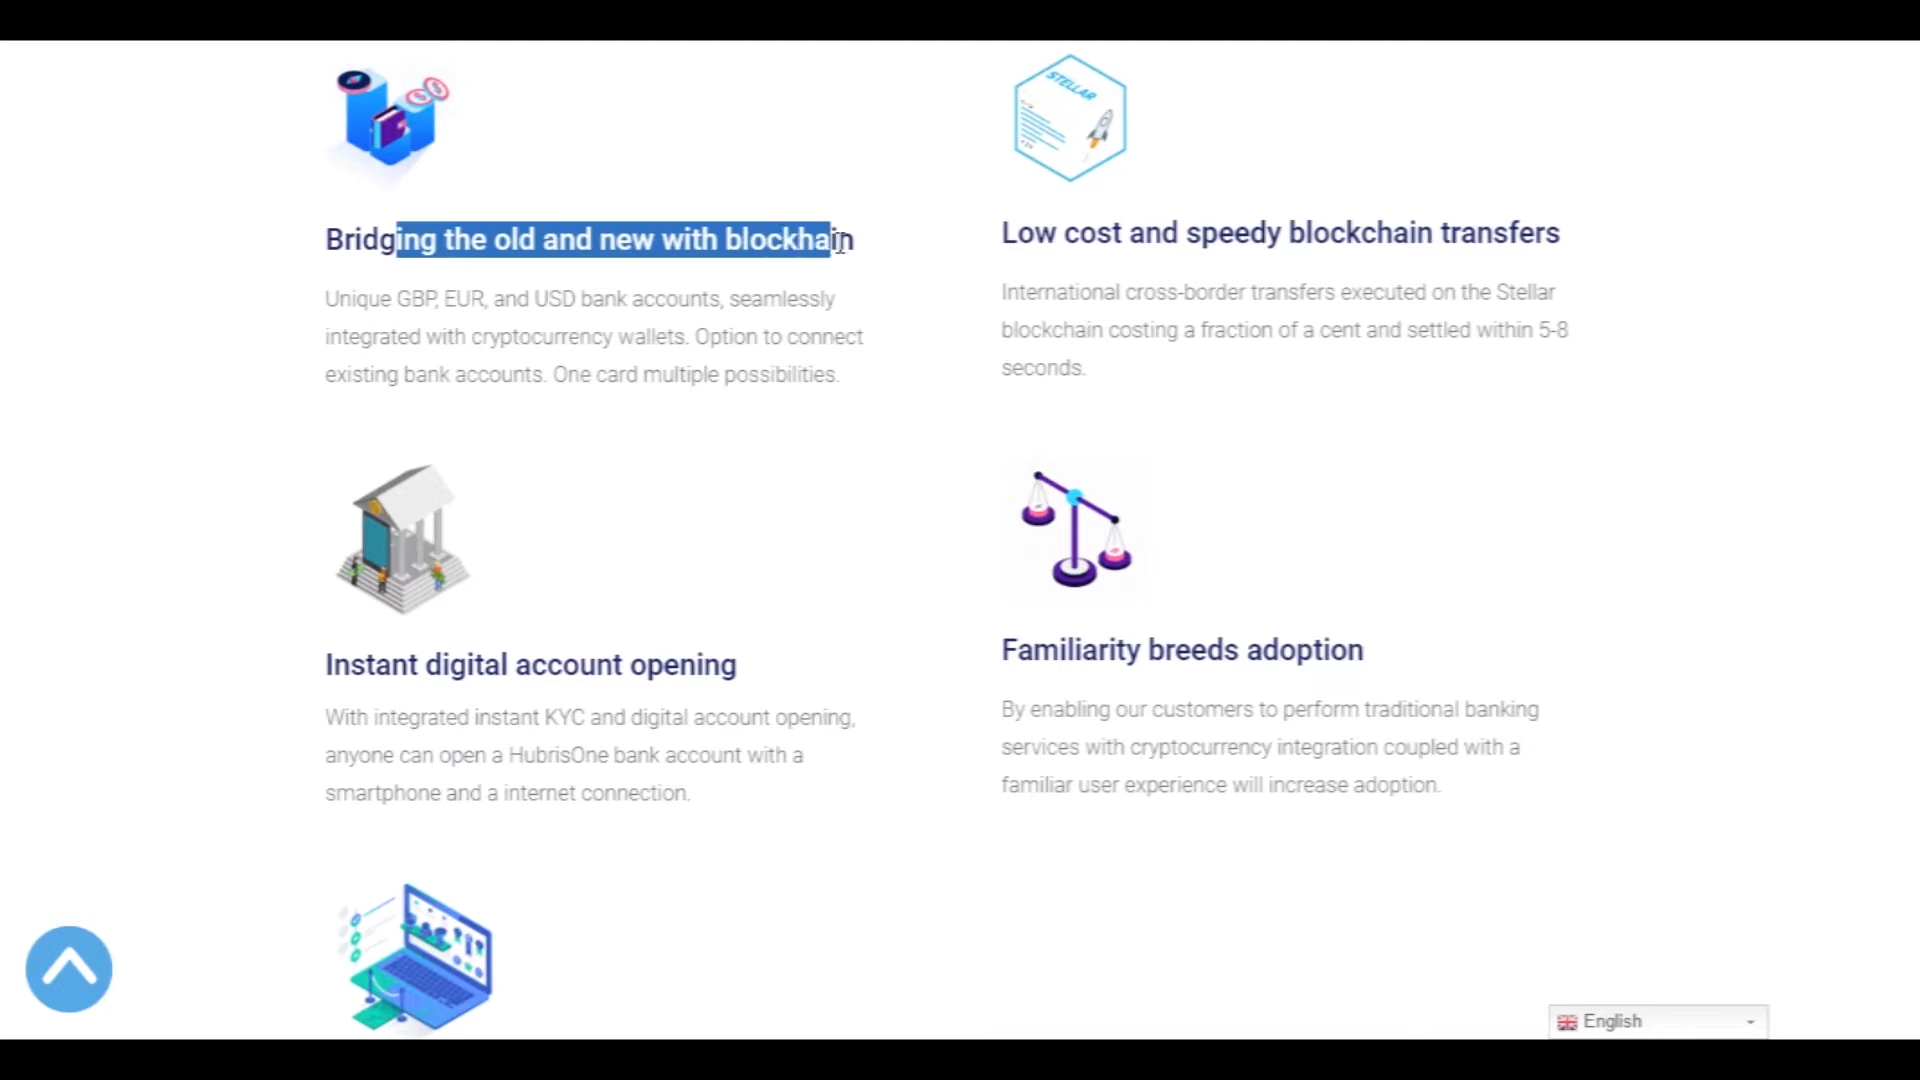 STELLAR
Bridging the old and new with blockhain
Unique GBP, EUR, and USD bank accounts, seamlessly
integrated with cryptocurrency wallets. Option to connect
existing bank accounts. One card multiple possibilities.
Low cost and speedy blockchain transfers
International cross-border transfers executed on the Stellar
blockchain costing a fraction of a cent and settled within 5-8
seconds.
Instant digital account opening
With integrated instant KYC and digital account opening,
anyone can open a HubrisOne bank account with a
smartphone and a internet connection.
Familiarity breeds adoption
By enabling our customers to perform traditional banking
services with cryptocurrency integration coupled with a
familiar user experience will increase adoption.
English